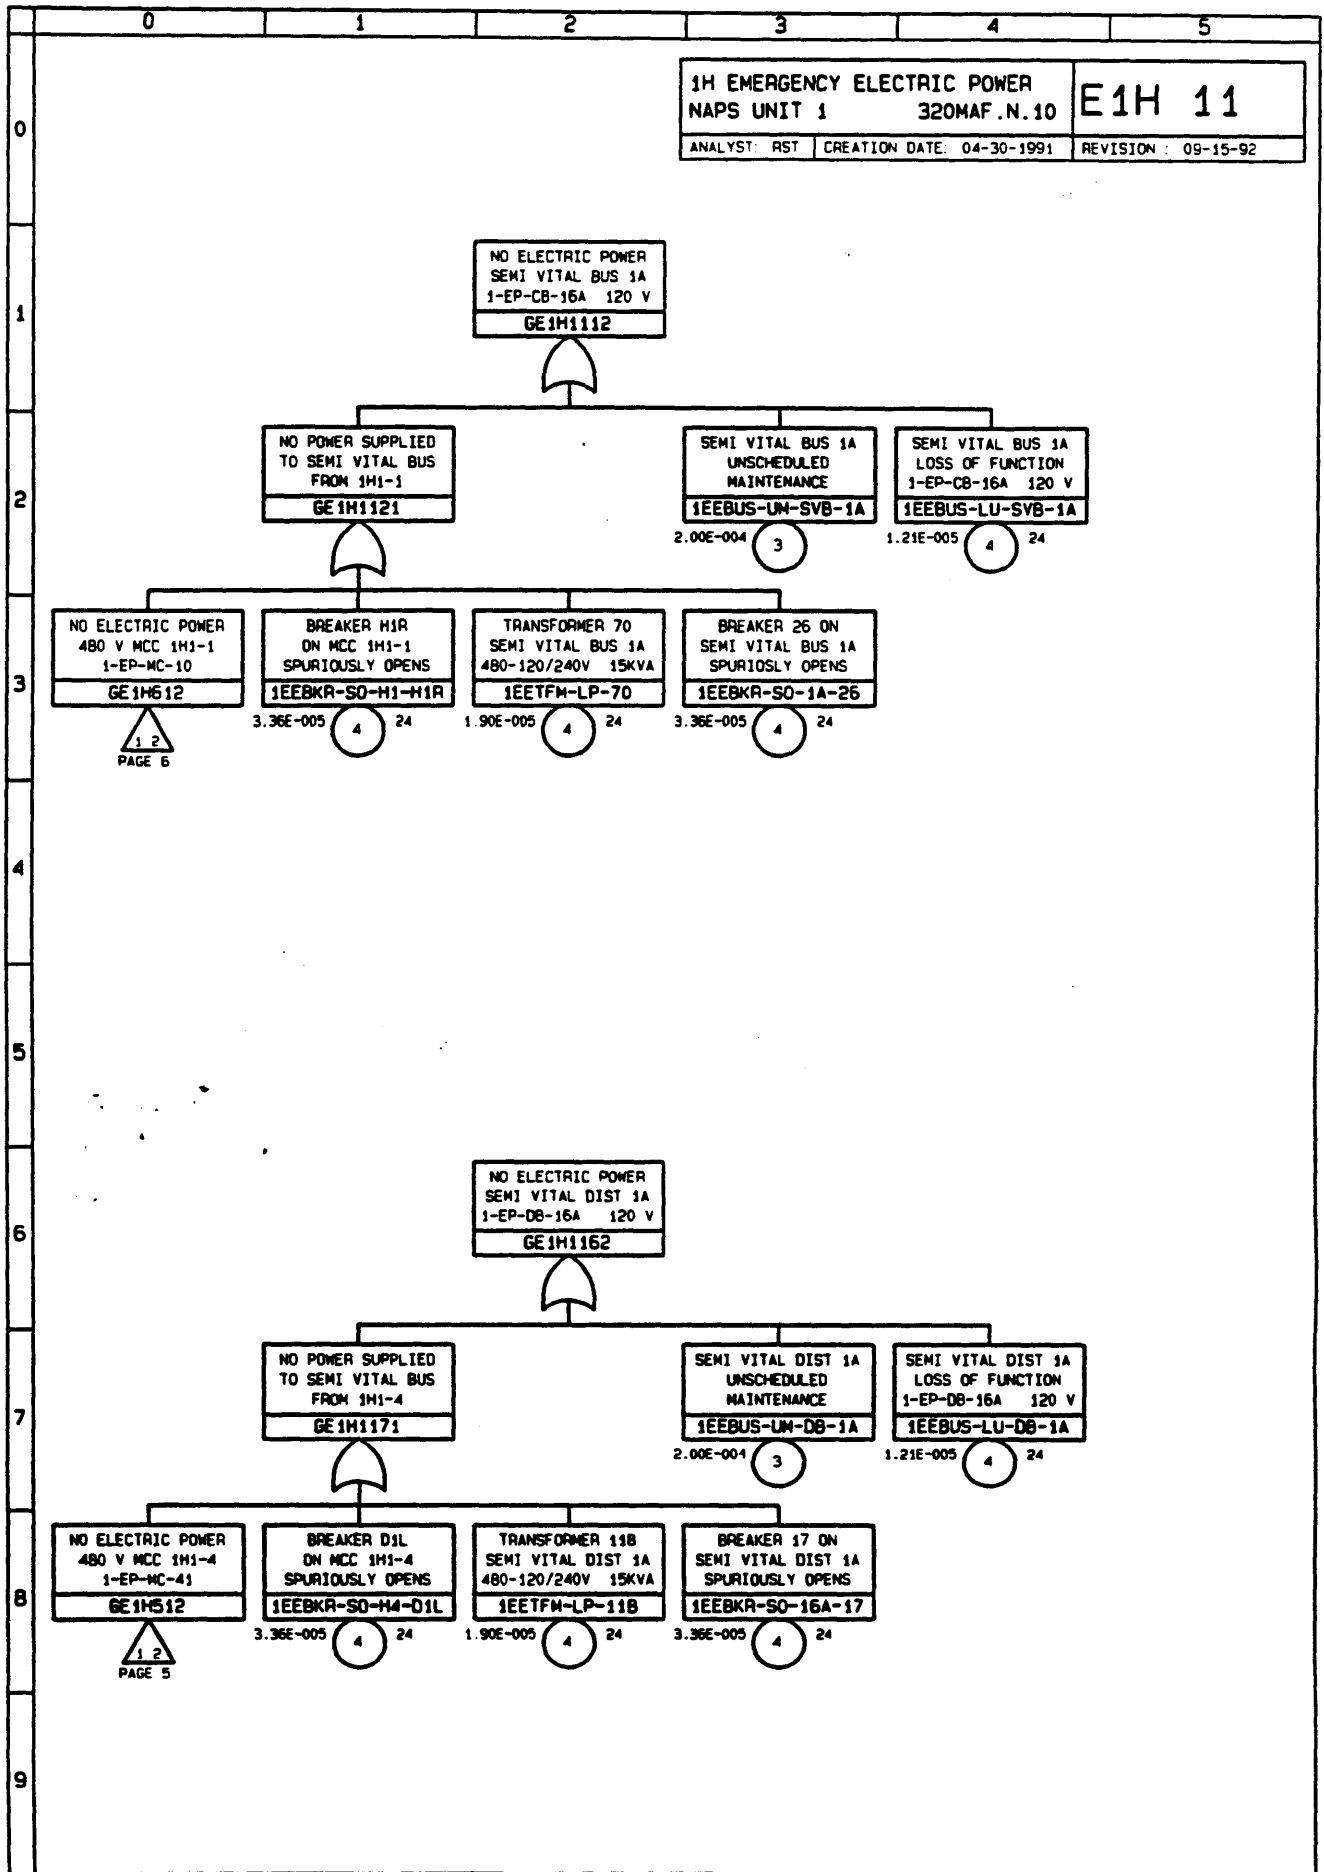 0 1 2 3 4 5
1H EMERGENCY ELECTRIC POWER
NAPS UNIT 1 320MAF.N.10
E1H 11
ANALYST: RST CREATION DATE: 04-30-1991 REVISION : 09-15-92
0
NO ELECTRIC POWER
SEMI VITAL BUS 1A
1-EP-CB-16A 120 V
GE1H1112
1
NO POWER SUPPLIED
TO SEMI VITAL BUS
FROM 1H1-1
GE1H1121
SEMI VITAL BUS 1A
UNSCHEDULED
MAINTENANCE
1EEBUS-UM-SVB-1A
2.00E-004 3
SEMI VITAL BUS 1A
LOSS OF FUNCTION
1-EP-CB-16A 120 V
1EEBUS-LU-SVB-1A
1.21E-005 4 24
2
NO ELECTRIC POWER
480 V MCC 1H1-1
1-EP-MC-10
GE1H612
1 2
PAGE 6
BREAKER H1R
ON MCC 1H1-1
SPURIOUSLY OPENS
1EEBKR-SO-H1-H1R
3.36E-005 4 24
TRANSFORMER 70
SEMI VITAL BUS 1A
480-120/240V 15KVA
1EETFM-LP-70
1.90E-005 4 24
BREAKER 26 ON
SEMI VITAL BUS 1A
SPURIOSLY OPENS
1EEBKR-SO-1A-26
3.36E-005 4 24
3
4
5
NO ELECTRIC POWER
SEMI VITAL DIST 1A
1-EP-DB-16A 120 V
GE1H1162
6
NO POWER SUPPLIED
TO SEMI VITAL BUS
FROM 1H1-4
GE1H1171
SEMI VITAL DIST 1A
UNSCHEDULED
MAINTENANCE
1EEBUS-UM-DB-1A
2.00E-004 3
SEMI VITAL DIST 1A
LOSS OF FUNCTION
1-EP-DB-16A 120 V
1EEBUS-LU-DB-1A
1.21E-005 4 24
7
NO ELECTRIC POWER
480 V MCC 1H1-4
1-EP-MC-41
GE1H512
1 2
PAGE 5
BREAKER D1L
ON MCC 1H1-4
SPURIOUSLY OPENS
1EEBKR-SO-H4-D1L
3.36E-005 4 24
TRANSFORMER 118
SEMI VITAL DIST 1A
480-120/240V 15KVA
1EETFM-LP-118
1.90E-005 4 24
BREAKER 17 ON
SEMI VITAL DIST 1A
SPURIOUSLY OPENS
1EEBKR-SO-16A-17
3.36E-005 4 24
8
9